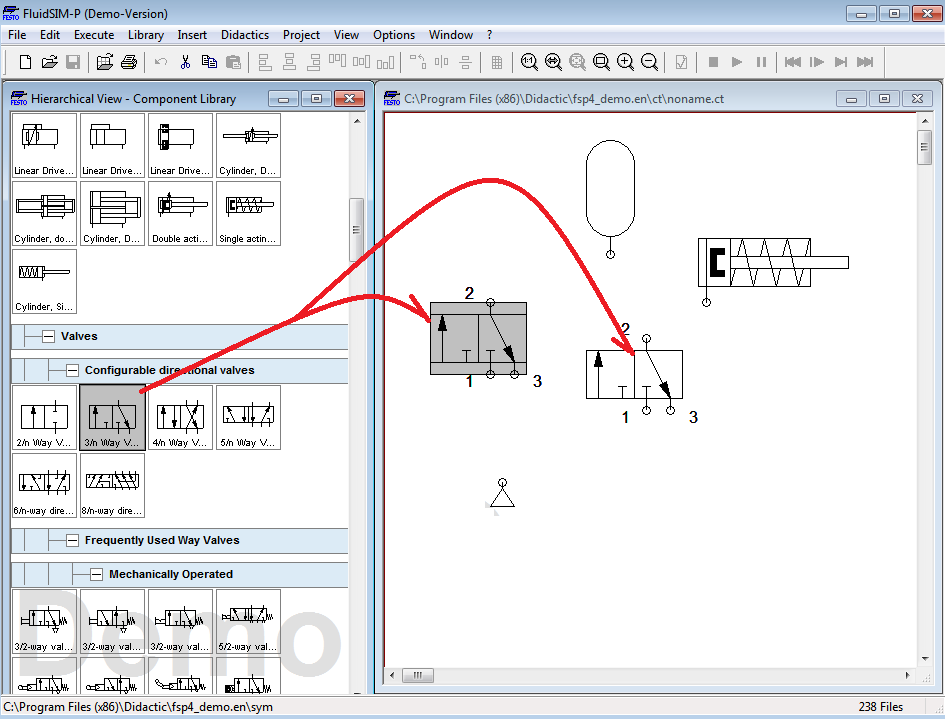 FluidSIM-P (Demo-Version)
File Edit Execute Library Insert Didactics Project View Options Window ?
FESTO Hierarchical View - Component Library
FESTO C:\Program Files (x86)\Didactic\fsp4_demo.en\ct\noname.ct
Linear Drive... Linear Drive... Linear Drive... Cylinder, D...
Cylinder, do... Cylinder, D... Double acti... Single actin...
Cylinder, Si...
Valves
Configurable directional valves
2/n Way V... 3/n Way V... 4/n Way V... 5/n Way V...
6/n-way dire... 8/n-way dire...
Frequently Used Way Valves
Mechanically Operated
3/2-way val... 3/2-way val... 3/2-way val... 5/2-way val...
Demo
2
1
3
2
1
3
C:\Program Files (x86)\Didactic\fsp4_demo.en\sym
238 Files